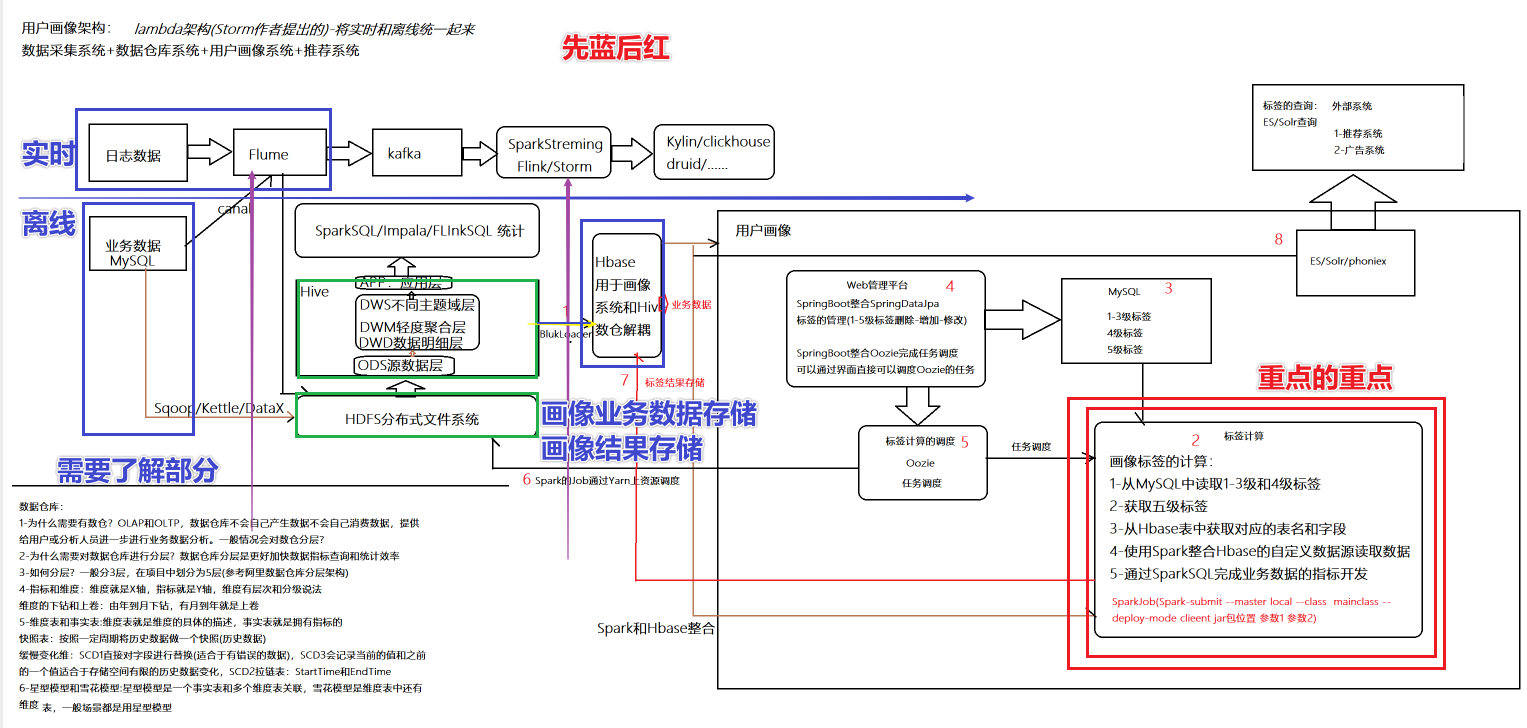 用户画像架构： lambda架构(Storm作者提出的)-将实时和离线统一起来
数据采集系统+数据仓库系统+用户画像系统+推荐系统
先蓝后红
标签的查询： 外部系统
ES/Solr查询
1-推荐系统
2-广告系统
实时
日志数据
Flume
kafka
SparkStreming
Flink/Storm
Kylin/clickhouse
druid/......
离线
canal
业务数据
MySQL
SparkSQL/Impala/FLInkSQL 统计
Hive
APP：应用层
DWS不同主题域层
DWM轻度聚合层
DWD数据明细层
ODS源数据层
1
BlukLoader
Hbase
用于画像
系统和Hiv
数仓解耦
业务数据
7 标签结果存储
Sqoop/Kettle/DataX
HDFS分布式文件系统
画像业务数据存储
画像结果存储
用户画像
Web管理平台 4
SpringBoot整合SpringDataJpa
标签的管理(1-5级标签删除-增加-修改)
SpringBoot整合Oozie完成任务调度
可以通过界面直接可以调度Oozie的任务
MySQL 3
1-3级标签
4级标签
5级标签
8
ES/Solr/phoniex
重点的重点
标签计算的调度 5
Oozie
任务调度
任务调度
6 Spark的Job通过Yarn上资源调度
2 标签计算
画像标签的计算：
1-从MySQL中读取1-3级和4级标签
2-获取五级标签
3-从Hbase表中获取对应的表名和字段
4-使用Spark整合Hbase的自定义数据源读取数据
5-通过SparkSQL完成业务数据的指标开发
SparkJob(Spark-submit --master local --class mainclass --
deploy-mode clieent jar包位置 参数1 参数2)
Spark和Hbase整合
需要了解部分
数据仓库：
1-为什么需要有数仓？OLAP和OLTP，数据仓库不会自己产生数据不会自己消费数据，提供
给用户或分析人员进一步进行业务数据分析。一般情况会对数仓分层？
2-为什么需要对数据仓库进行分层？数据仓库分层是更好加快数据指标查询和统计效率
3-如何分层？一般分3层，在项目中划分为5层(参考阿里数据仓库分层架构)
4-指标和维度：维度就是X轴，指标就是Y轴，维度有层次和分级说法
维度的下钻和上卷：由年到月下钻，有月到年就是上卷
5-维度表和事实表:维度表就是维度的具体的描述，事实表就是拥有指标的
快照表：按照一定周期将历史数据做一个快照(历史数据)
缓慢变化维：SCD1直接对字段进行替换(适合于有错误的数据)，SCD3会记录当前的值和之前
的一个值适合于存储空间有限的历史数据变化，SCD2拉链表：StartTime和EndTime
6-星型模型和雪花模型:星型模型是一个事实表和多个维度表关联，雪花模型是维度表中还有
维度 表，一般场景都是用星型模型